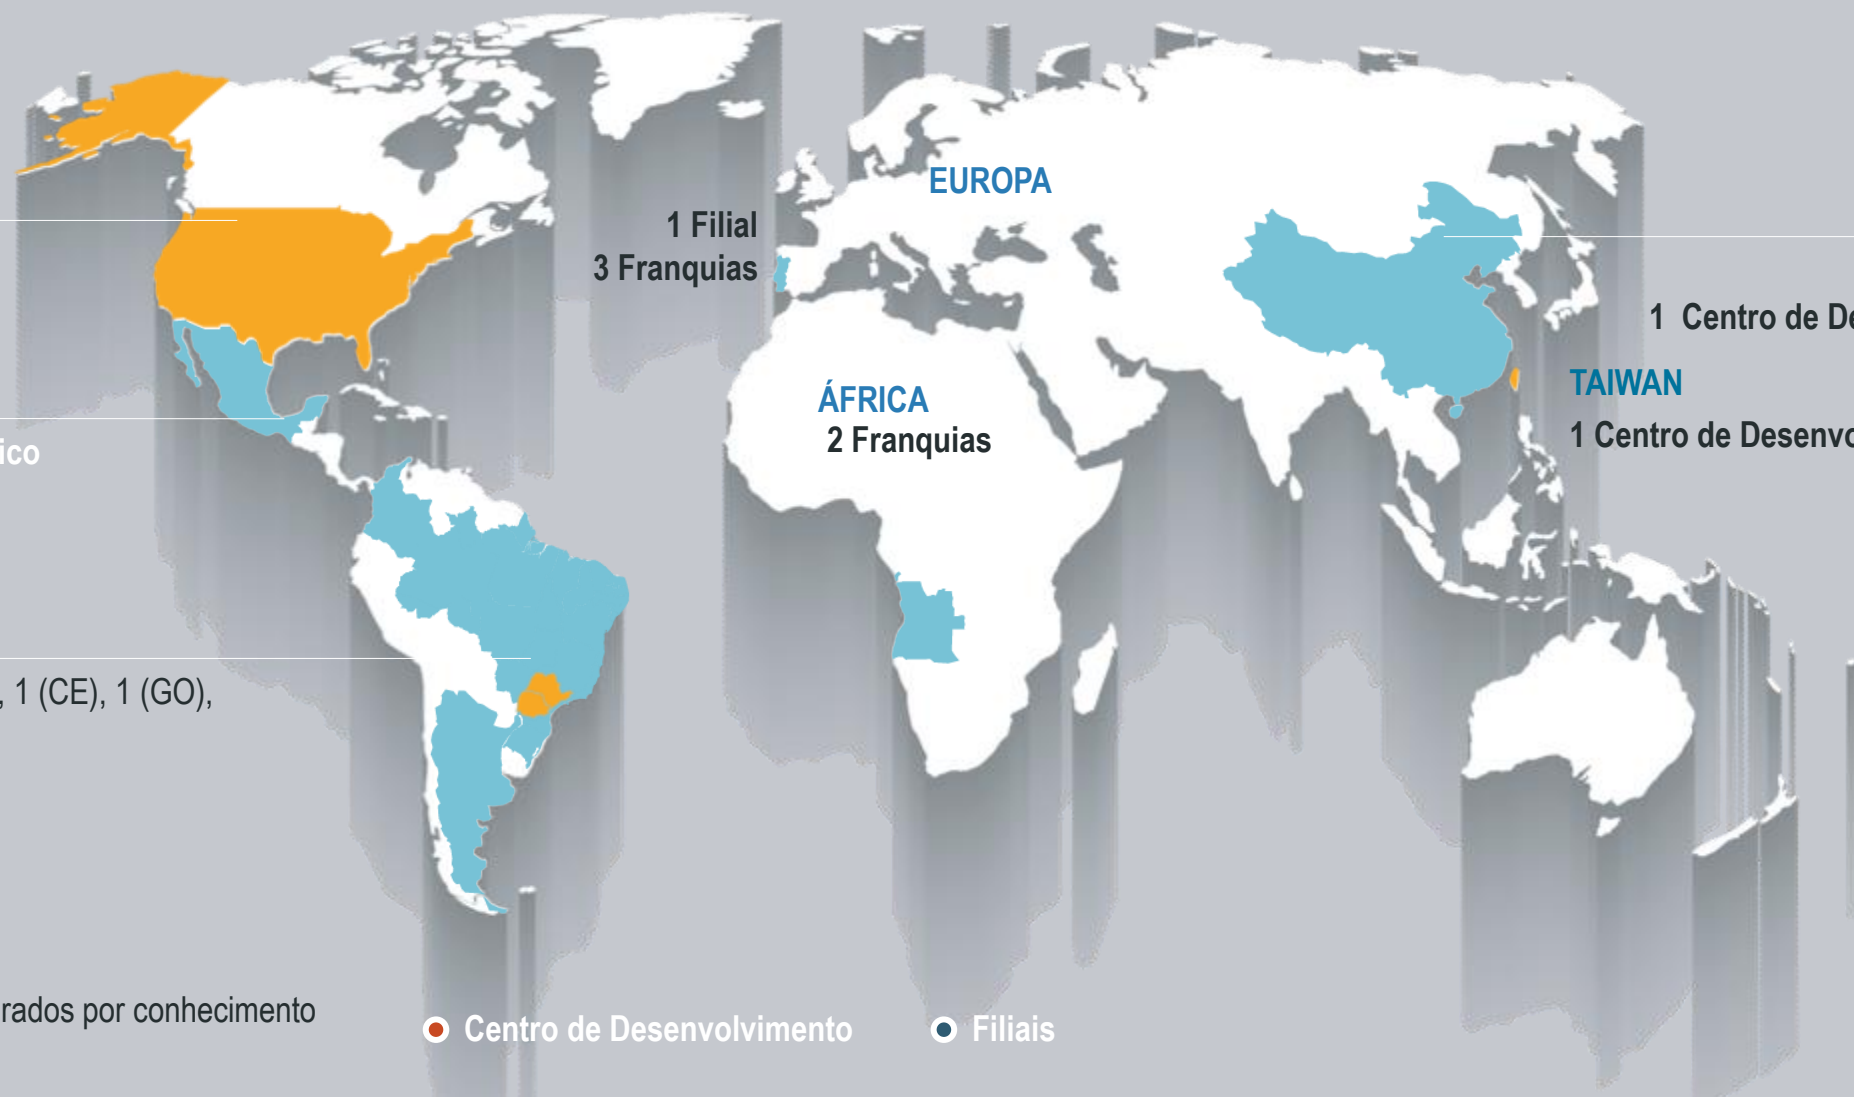 EUROPA
1 Filial
3 Franquias
1 Centro de De
TAIWAN
1 Centro de Desenvo
ÁFRICA
2 Franquias
ico
, 1 (CE), 1 (GO),
rados por conhecimento
Centro de Desenvolvimento
Filiais